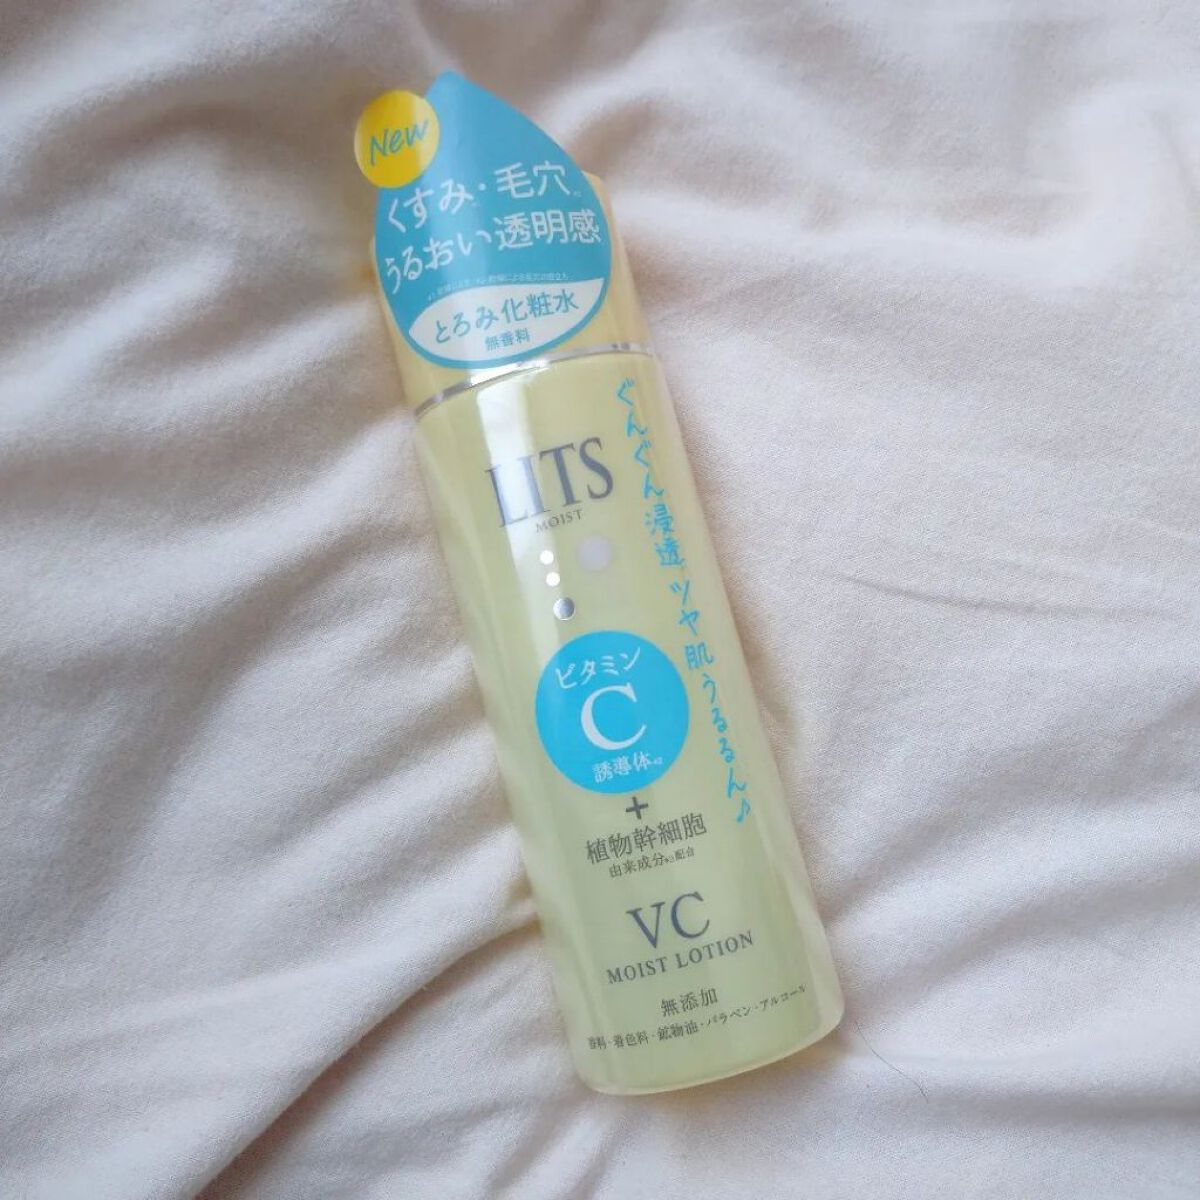 New
くすみ・毛穴
うるおい透明感
とろみ化粧水
無香料
ぐんぐん浸透 ツヤ肌うるるん♪
LITS
MOIST
ビタミン
C
誘導体
+
植物幹細胞
由来成分 配合
VC
MOIST LOTION
無添加
香料・着色料・鉱物油・パラベン・アルコール